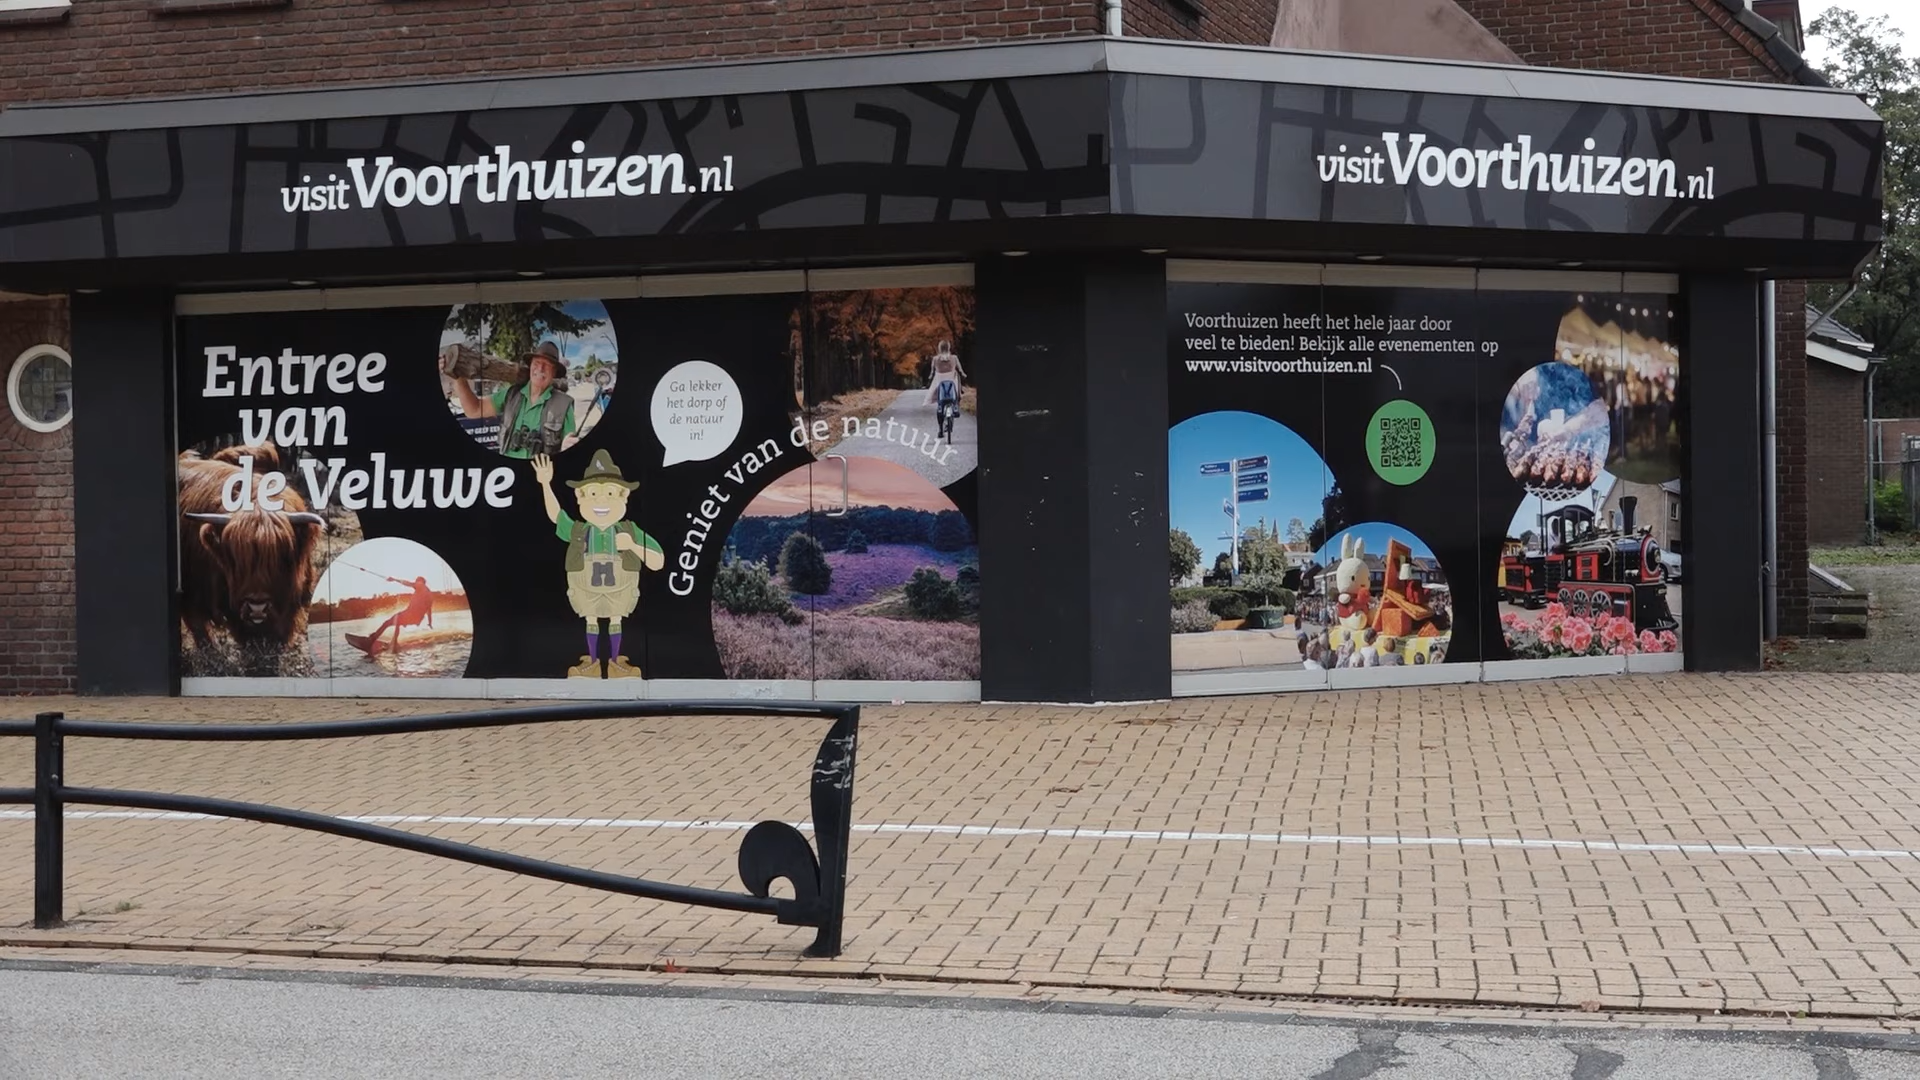 visitVoorthuizen.nl
visitVoorthuizen.nl
Entree
van
de Veluwe
Ga lekker
het dorp of
de natuur
in!
Geniet van de natuur
Voorthuizen heeft het hele jaar door
veel te bieden! Bekijk alle evenementen op
www.visitvoorthuizen.nl